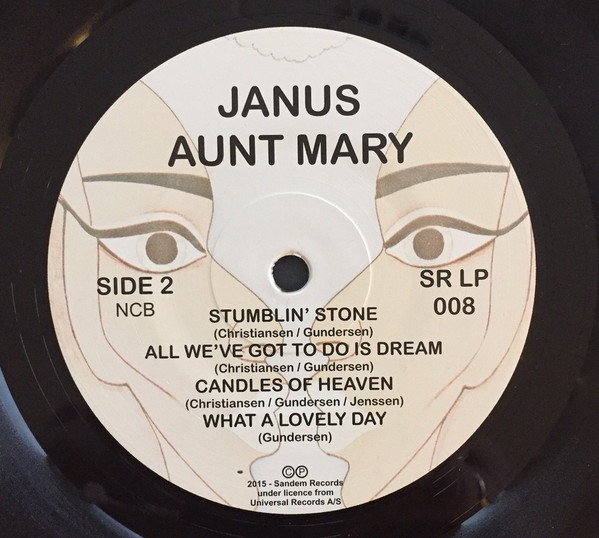 JANUS
AUNT MARY
SIDE 2
NCB
SR LP
008
STUMBLIN' STONE
(Christiansen / Gundersen)
ALL WE'VE GOT TO DO IS DREAM
(Christiansen / Gundersen)
CANDLES OF HEAVEN
(Christiansen / Gundersen / Jenssen)
WHAT A LOVELY DAY
(Gundersen)
©℗
2015 - Sandem Records
under licence from
Universal Records A/S